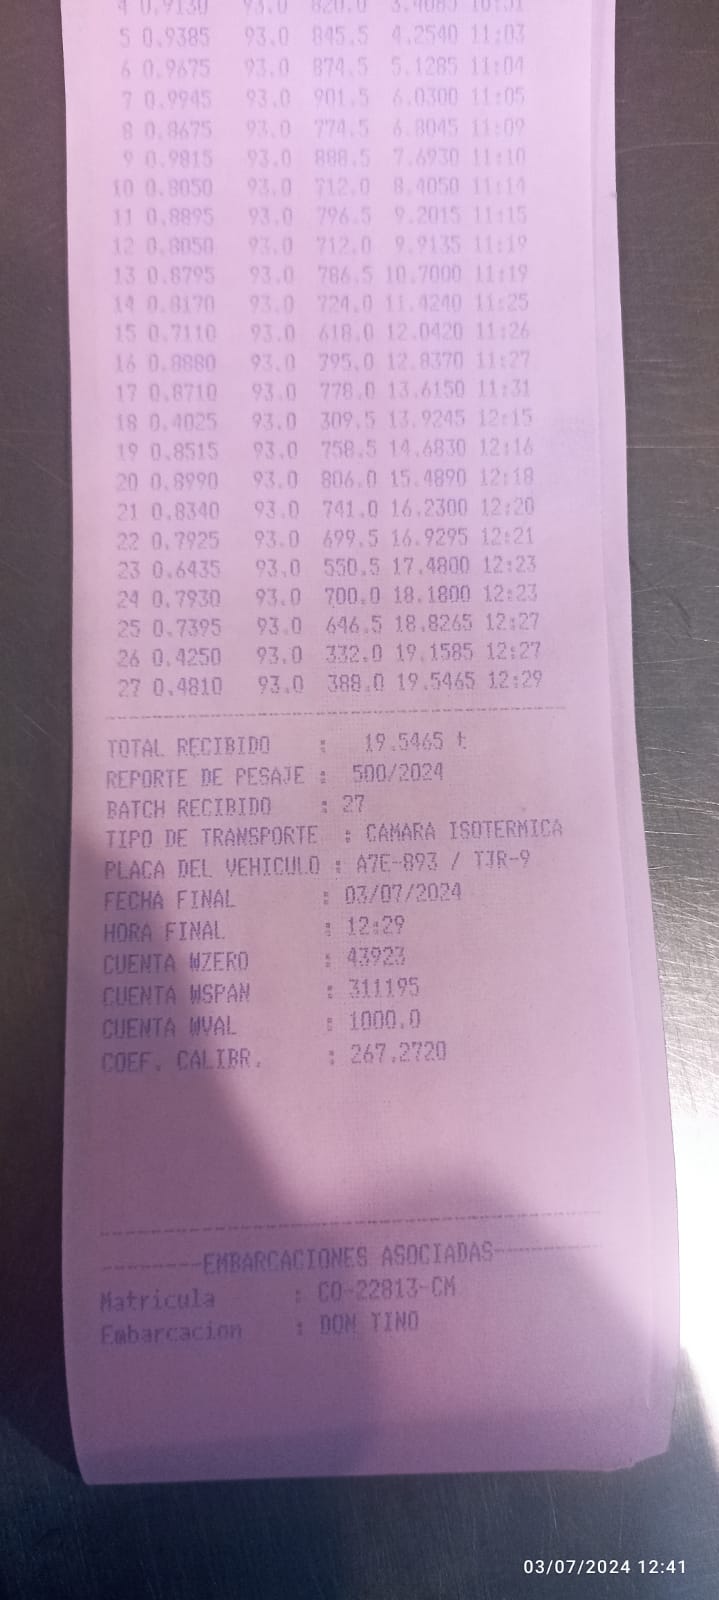 4 0.9130 93.0 820.0 3.4085 10:51
5 0.9385 93.0 845.5 4.2540 11:03
6 0.9675 93.0 874.5 5.1285 11:04
7 0.9945 93.0 901.5 6.0300 11:05
8 0.8675 93.0 774.5 6.8045 11:09
9 0.9815 93.0 888.5 7.6930 11:10
10 0.8050 93.0 712.0 8.4050 11:14
11 0.8895 93.0 796.5 9.2015 11:15
12 0.8050 93.0 712.0 9.9135 11:19
13 0.8795 93.0 786.5 10.7000 11:19
14 0.8170 93.0 724.0 11.4240 11:25
15 0.7110 93.0 618.0 12.0420 11:26
16 0.8880 93.0 795.0 12.8370 11:27
17 0.8710 93.0 778.0 13.6150 11:31
18 0.4025 93.0 309.5 13.9245 12:15
19 0.8515 93.0 758.5 14.6830 12:16
20 0.8990 93.0 806.0 15.4890 12:18
21 0.8340 93.0 741.0 16.2300 12:20
22 0.7925 93.0 699.5 16.9295 12:21
23 0.6435 93.0 550.5 17.4800 12:23
24 0.7930 93.0 700.0 18.1800 12:23
25 0.7395 93.0 646.5 18.8265 12:27
26 0.4250 93.0 332.0 19.1585 12:27
27 0.4810 93.0 388.0 19.5465 12:29
TOTAL RECIBIDO : 19.5465 t
REPORTE DE PESAJE : 500/2024
BATCH RECIBIDO : 27
TIPO DE TRANSPORTE : CAMARA ISOTERMICA
PLACA DEL VEHICULO : A7E-893 / TJR-9
FECHA FINAL : 03/07/2024
HORA FINAL : 12:29
CUENTA WZERO : 43923
CUENTA WSPAN : 311195
CUENTA WVAL : 1000.0
COEF. CALIBR. : 267.2720
--------EMBARCACIONES ASOCIADAS--------
Matricula : CO-22813-CM
Embarcacion : DON TINO
03/07/2024 12:41